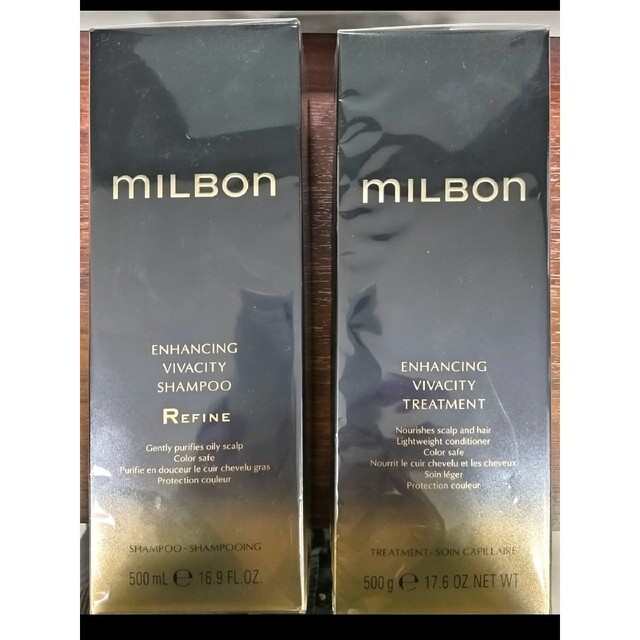 MILBON
ENHANCING
VIVACITY
SHAMPOO
REFINE
Gently purifies oily scalp
Color safe
Purifie en douceur le cuir chevelu gras
Protection couleur
SHAMPOO · SHAMPOOING
500 mL ℮ 16.9 FL.OZ.
MILBON
ENHANCING
VIVACITY
TREATMENT
Nourishes scalp and hair
Lightweight conditioner
Color safe
Nourrit le cuir chevelu et les cheveux
Soin léger
Protection couleur
TREATMENT · SOIN CAPILLAIRE
500 g ℮ 17.6 OZ. NET WT